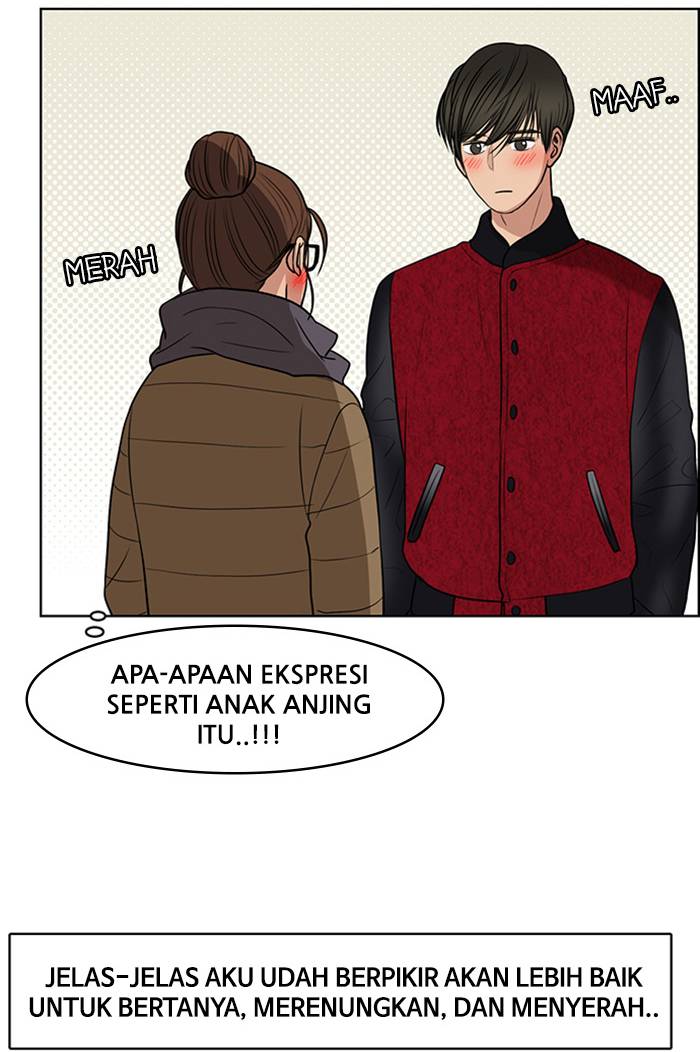 MAAF..
MERAH
APA-APAAN EKSPRESI
SEPERTI ANAK ANJING
ITU..!!!
JELAS-JELAS AKU UDAH BERPIKIR AKAN LEBIH BAIK
UNTUK BERTANYA, MERENUNGKAN, DAN MENYERAH..